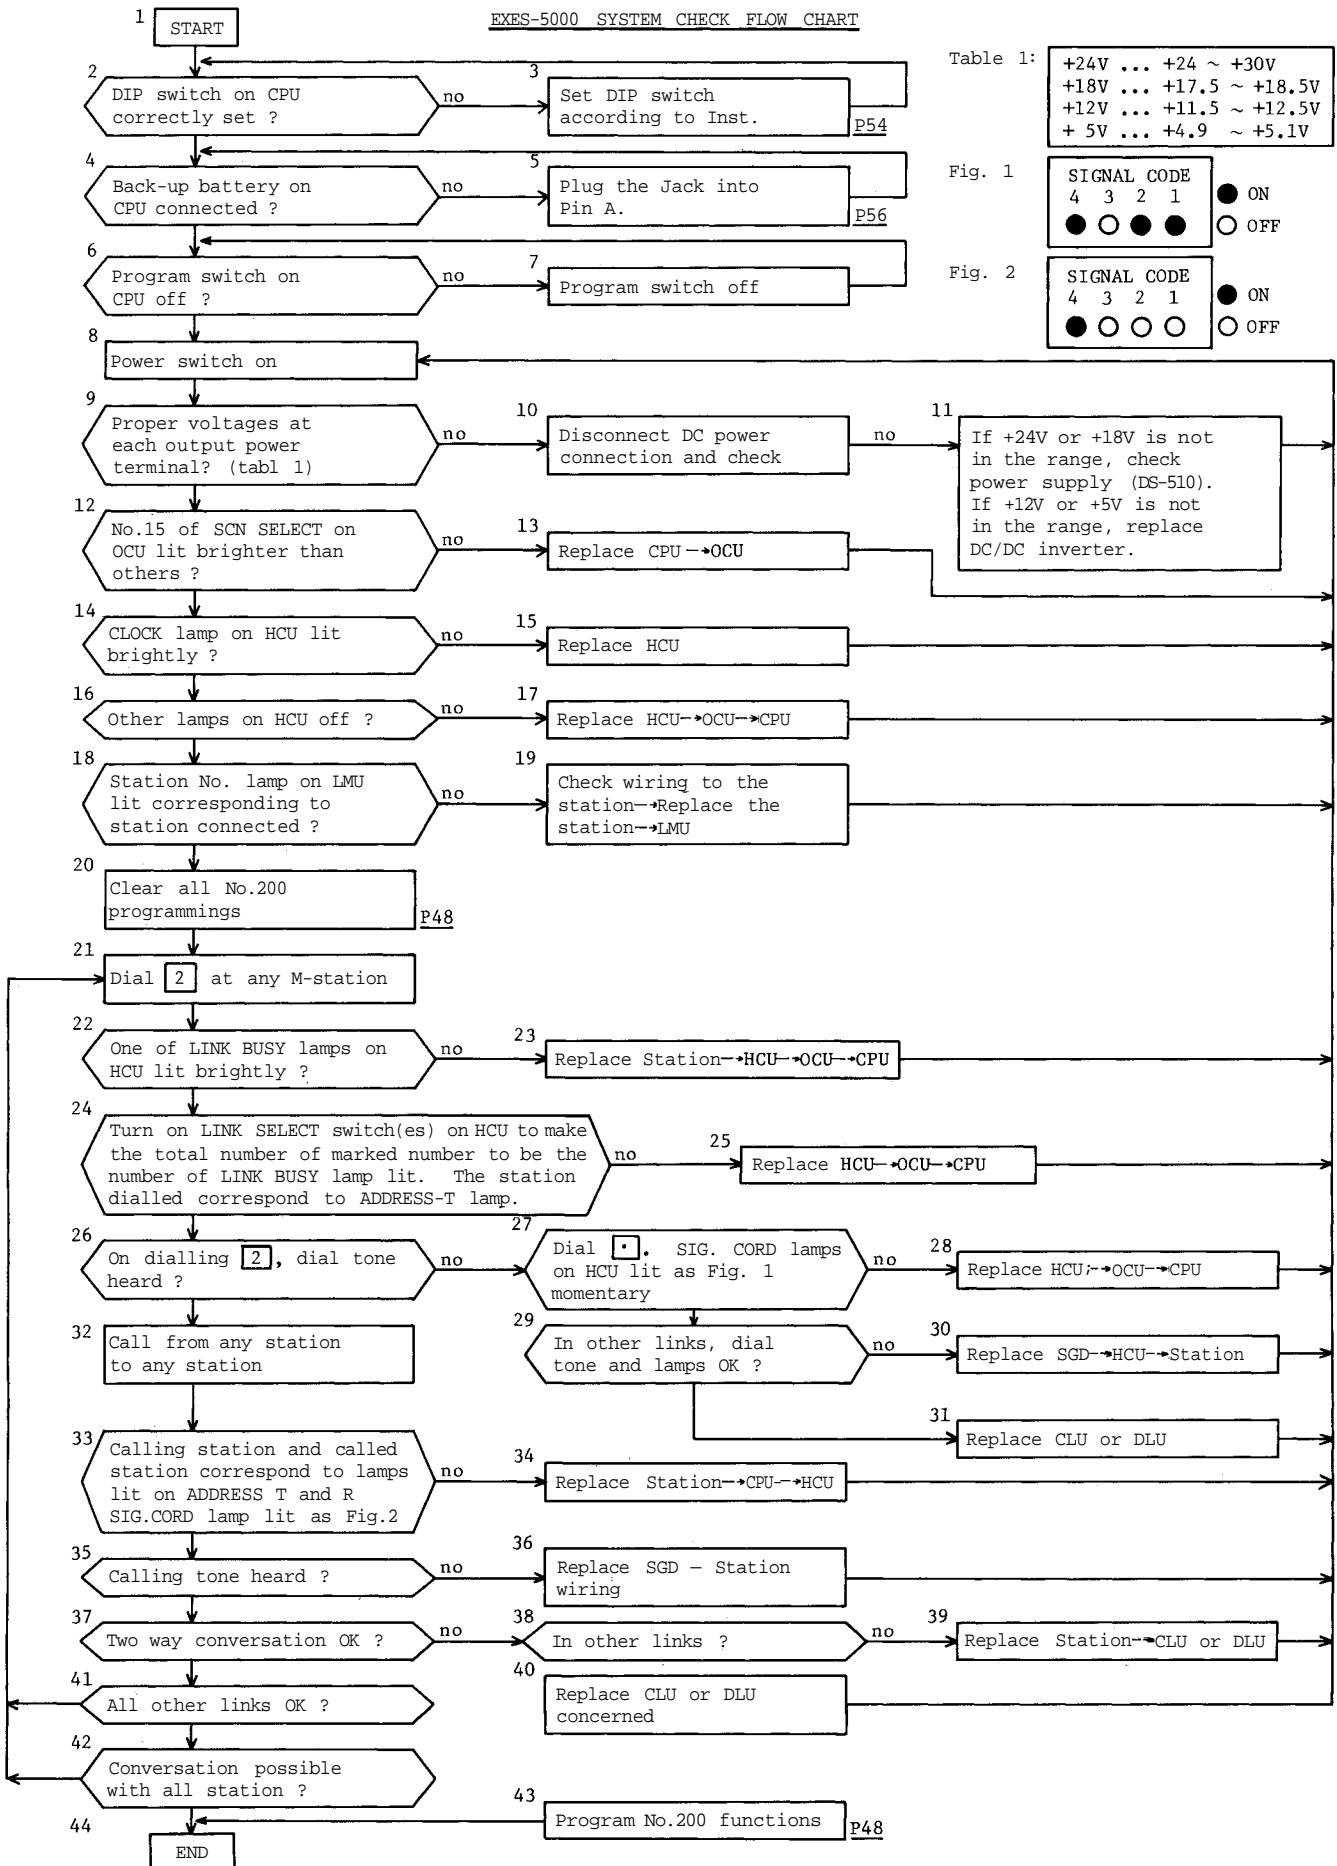 EXES-5000 SYSTEM CHECK FLOW CHART
1
START
2
DIP switch on CPU
correctly set ?
no
3
Set DIP switch
according to Inst.
P54
Table 1:
+24V ... +24 ~ +30V
+18V ... +17.5 ~ +18.5V
+12V ... +11.5 ~ +12.5V
+ 5V ... +4.9 ~ +5.1V
4
Back-up battery on
CPU connected ?
no
5
Plug the Jack into
Pin A.
P56
Fig. 1
SIGNAL CODE
4 3 2 1
ON
OFF
6
Program switch on
CPU off ?
no
7
Program switch off
Fig. 2
SIGNAL CODE
4 3 2 1
ON
OFF
8
Power switch on
9
Proper voltages at
each output power
terminal? (tabl 1)
no
10
Disconnect DC power
connection and check
no
11
If +24V or +18V is not
in the range, check
power supply (DS-510).
If +12V or +5V is not
in the range, replace
DC/DC inverter.
12
No.15 of SCN SELECT on
OCU lit brighter than
others ?
no
13
Replace CPU→OCU
14
CLOCK lamp on HCU lit
brightly ?
no
15
Replace HCU
16
Other lamps on HCU off ?
no
17
Replace HCU→OCU→CPU
18
Station No. lamp on LMU
lit corresponding to
station connected ?
no
19
Check wiring to the
station→Replace the
station→LMU
20
Clear all No.200
programmings
P48
21
Dial 2 at any M-station
22
One of LINK BUSY lamps on
HCU lit brightly ?
no
23
Replace Station→HCU→OCU→CPU
24
Turn on LINK SELECT switch(es) on HCU to make
the total number of marked number to be the
number of LINK BUSY lamp lit. The station
dialled correspond to ADDRESS-T lamp.
no
25
Replace HCU→OCU→CPU
26
On dialling 2, dial tone
heard ?
no
27
Dial •. SIG. CORD lamps
on HCU lit as Fig. 1
momentary
no
28
Replace HCU→OCU→CPU
29
In other links, dial
tone and lamps OK ?
no
30
Replace SGD→HCU→Station
31
Replace CLU or DLU
32
Call from any station
to any station
33
Calling station and called
station correspond to lamps
lit on ADDRESS T and R
SIG.CORD lamp lit as Fig.2
no
34
Replace Station→CPU→HCU
35
Calling tone heard ?
no
36
Replace SGD — Station
wiring
37
Two way conversation OK ?
no
38
In other links ?
no
39
Replace Station→CLU or DLU
40
Replace CLU or DLU
concerned
41
All other links OK ?
42
Conversation possible
with all station ?
43
Program No.200 functions
P48
44
END